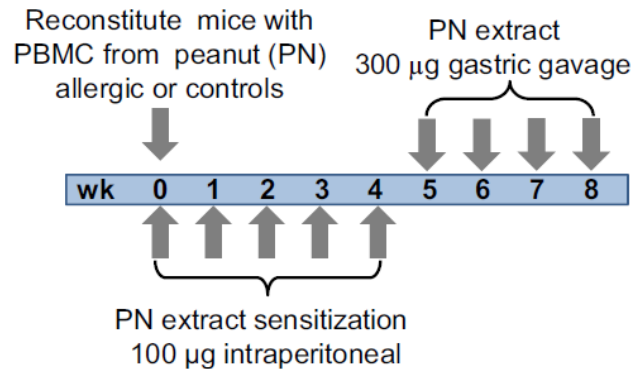 Reconstitute mice with
PBMC from peanut (PN)
allergic or controls
PN extract
300 μg gastric gavage
wk 0 1 2 3 4 5 6 7 8
PN extract sensitization
100 µg intraperitoneal